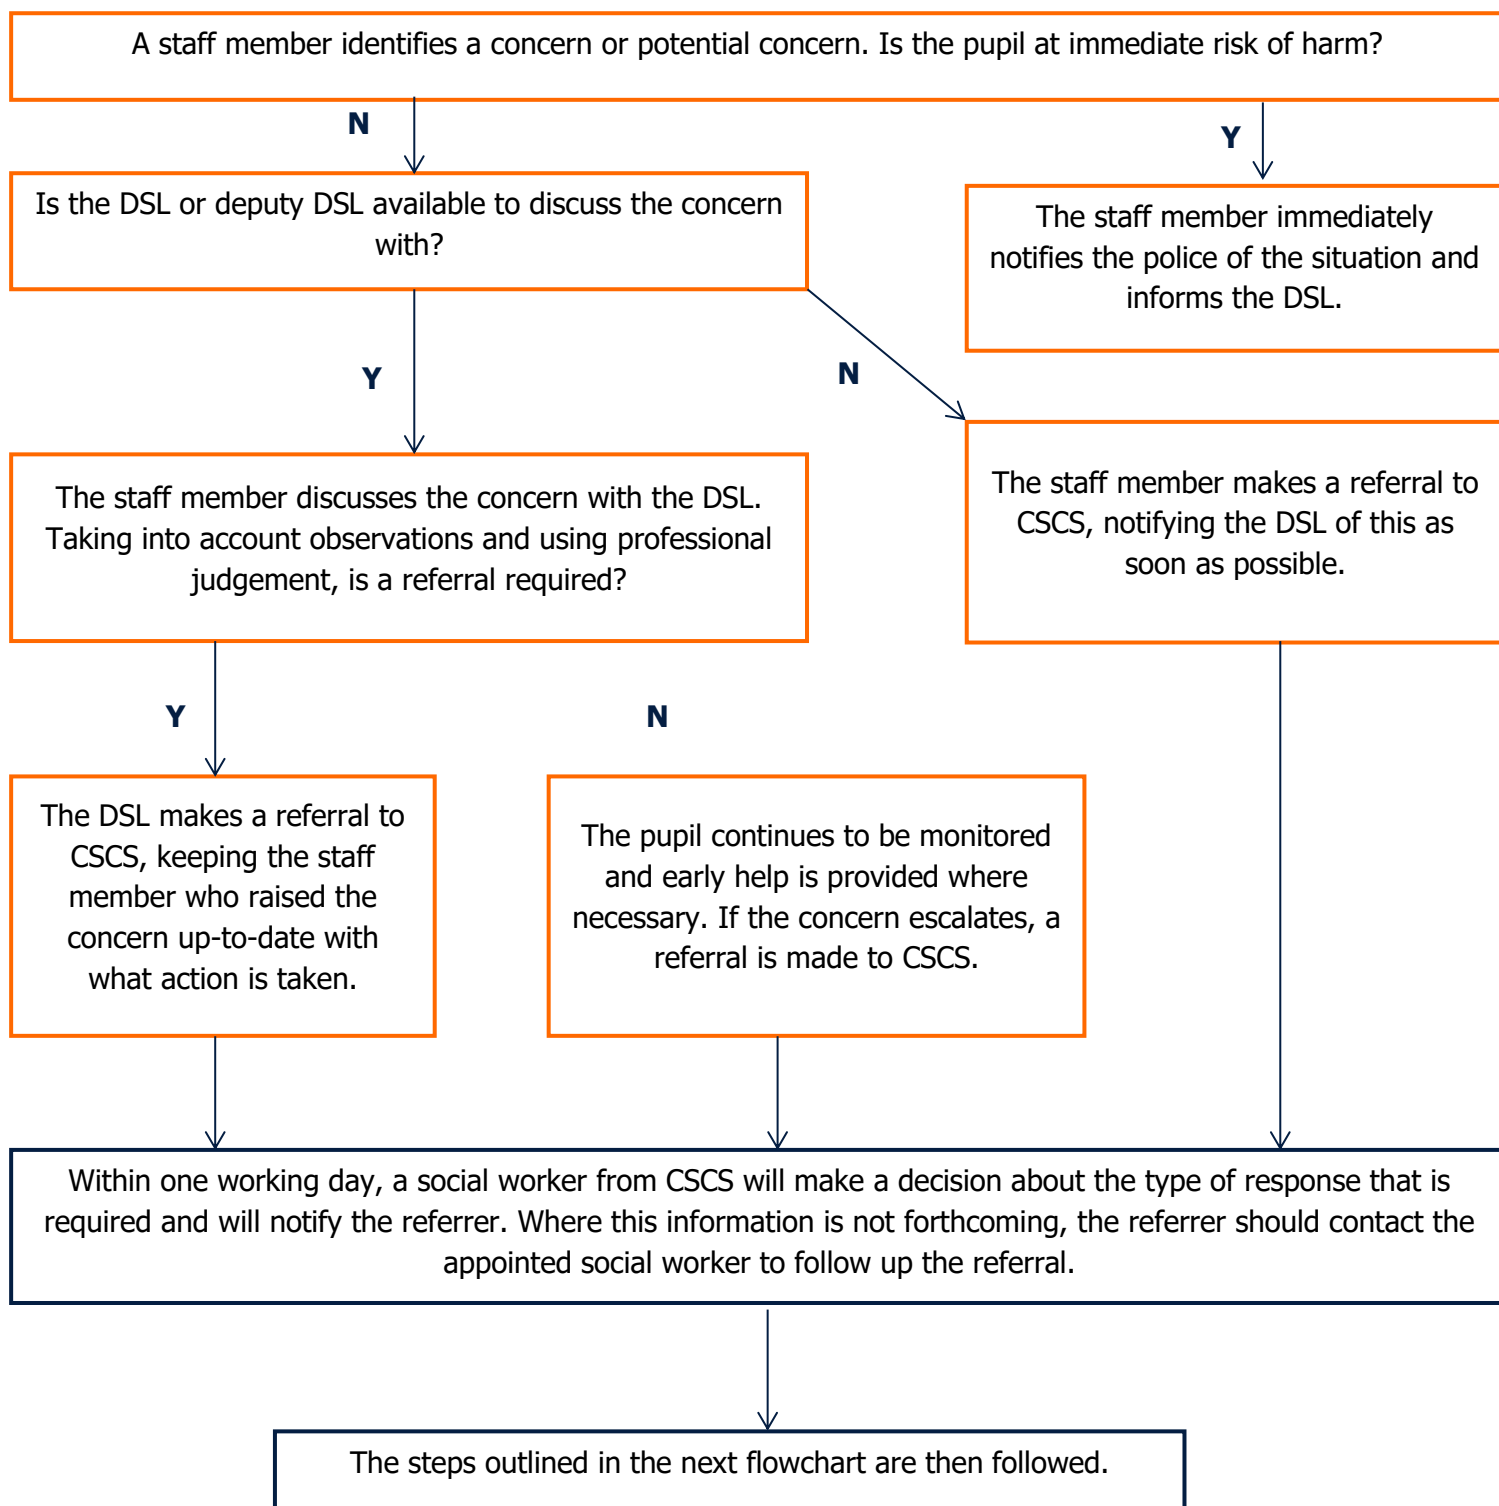 A staff member identifies a concern or potential concern. Is the pupil at immediate risk of harm?
N
Y
Is the DSL or deputy DSL available to discuss the concern
with?
The staff member immediately
notifies the police of the situation and
informs the DSL.
Y
N
The staff member discusses the concern with the DSL.
Taking into account observations and using professional
judgement, is a referral required?
The staff member makes a referral to
CSCS, notifying the DSL of this as
soon as possible.
Y
N
The DSL makes a referral to
CSCS, keeping the staff
member who raised the
concern up-to-date with
what action is taken.
The pupil continues to be monitored
and early help is provided where
necessary. If the concern escalates, a
referral is made to CSCS.
Within one working day, a social worker from CSCS will make a decision about the type of response that is
required and will notify the referrer. Where this information is not forthcoming, the referrer should contact the
appointed social worker to follow up the referral.
The steps outlined in the next flowchart are then followed.